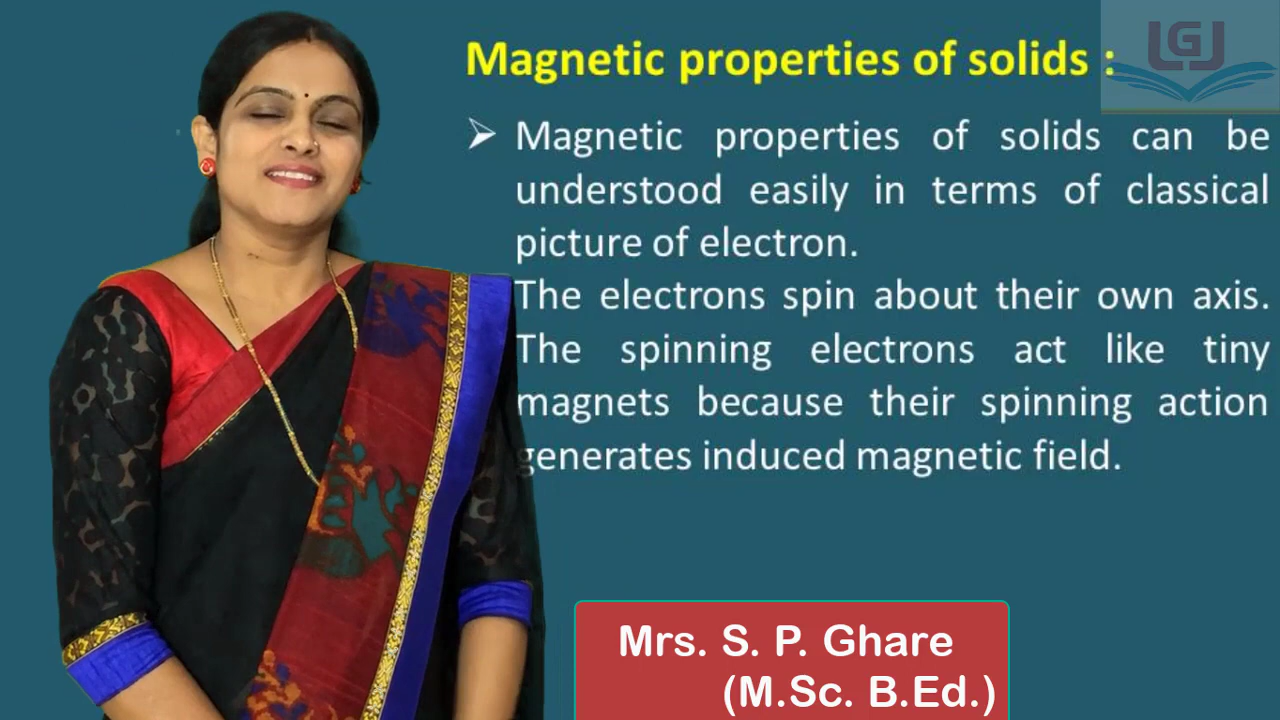 Magnetic properties of solids :
LGJ
➢ Magnetic properties of solids can be
understood easily in terms of classical
picture of electron.
The electrons spin about their own axis.
The spinning electrons act like tiny
magnets because their spinning action
generates induced magnetic field.
Mrs. S. P. Ghare
(M.Sc. B.Ed.)